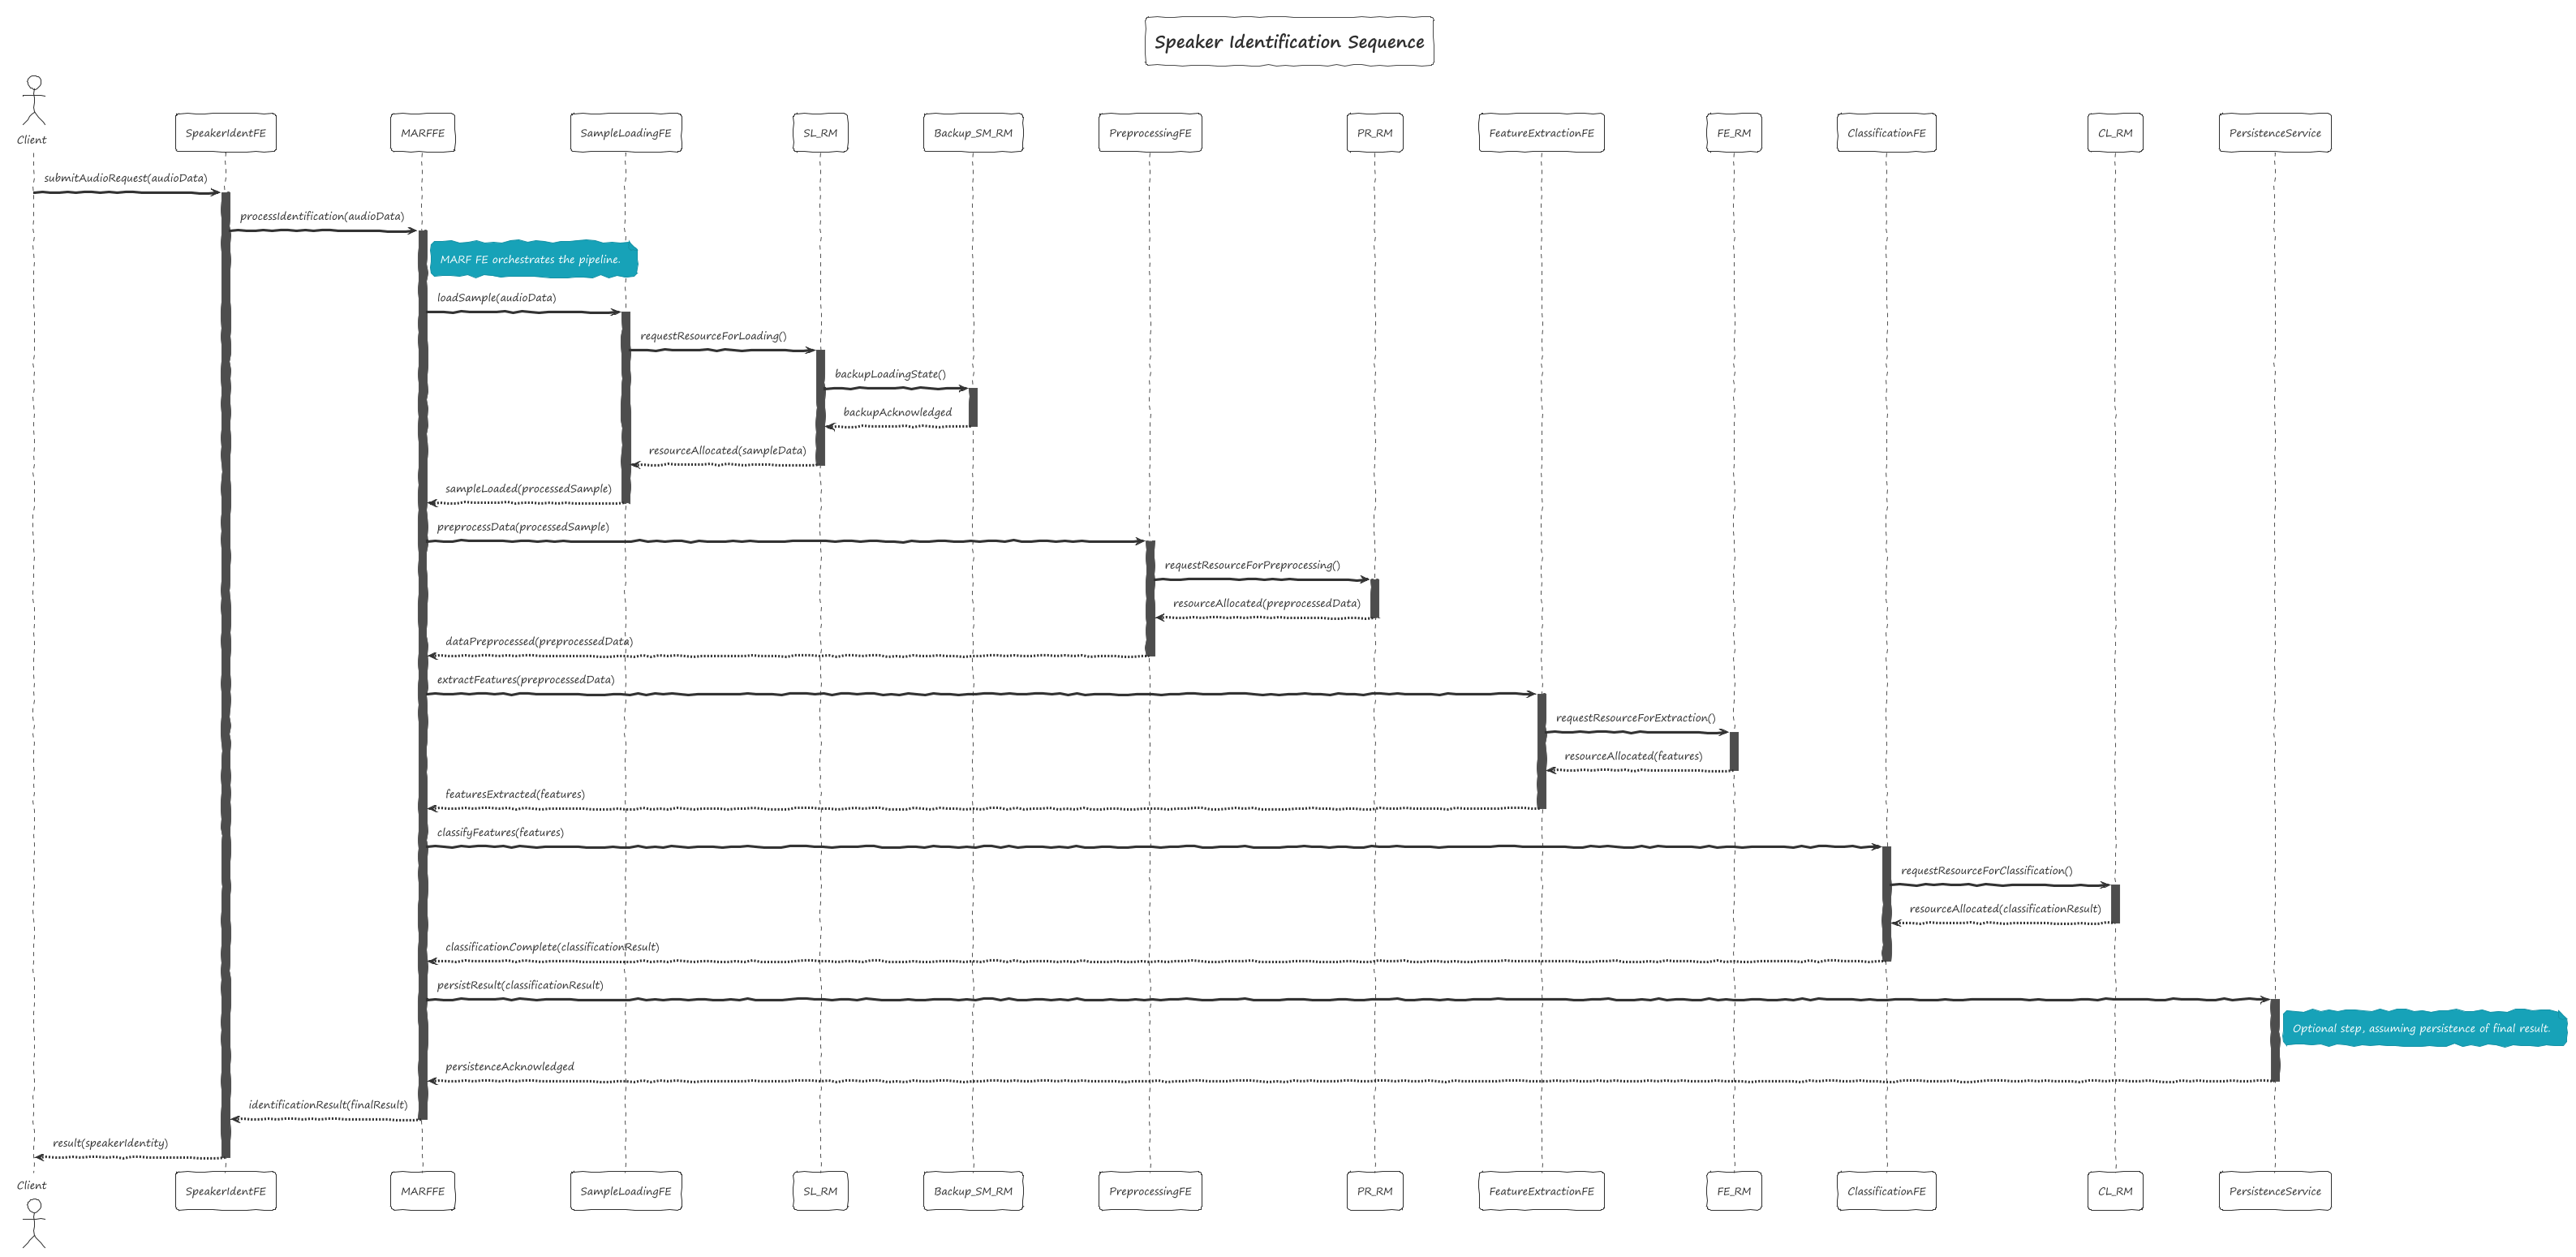 Speaker Identification Sequence
Client
SpeakerIdentFE
MARFFE
SampleLoadingFE
SL_RM
Backup_SM_RM
PreprocessingFE
PR_RM
FeatureExtractionFE
FE_RM
ClassificationFE
CL_RM
PersistenceService
submitAudioRequest(audioData)
processIdentification(audioData)
MARF FE orchestrates the pipeline.
loadSample(audioData)
requestResourceForLoading()
backupLoadingState()
backupAcknowledged
resourceAllocated(sampleData)
sampleLoaded(processedSample)
preprocessData(processedSample)
requestResourceForPreprocessing()
resourceAllocated(preprocessedData)
dataPreprocessed(preprocessedData)
extractFeatures(preprocessedData)
requestResourceForExtraction()
resourceAllocated(features)
featuresExtracted(features)
classifyFeatures(features)
requestResourceForClassification()
resourceAllocated(classificationResult)
classificationComplete(classificationResult)
persistResult(classificationResult)
Optional step, assuming persistence of final result.
persistenceAcknowledged
identificationResult(finalResult)
result(speakerIdentity)
Client
SpeakerIdentFE
MARFFE
SampleLoadingFE
SL_RM
Backup_SM_RM
PreprocessingFE
PR_RM
FeatureExtractionFE
FE_RM
ClassificationFE
CL_RM
PersistenceService